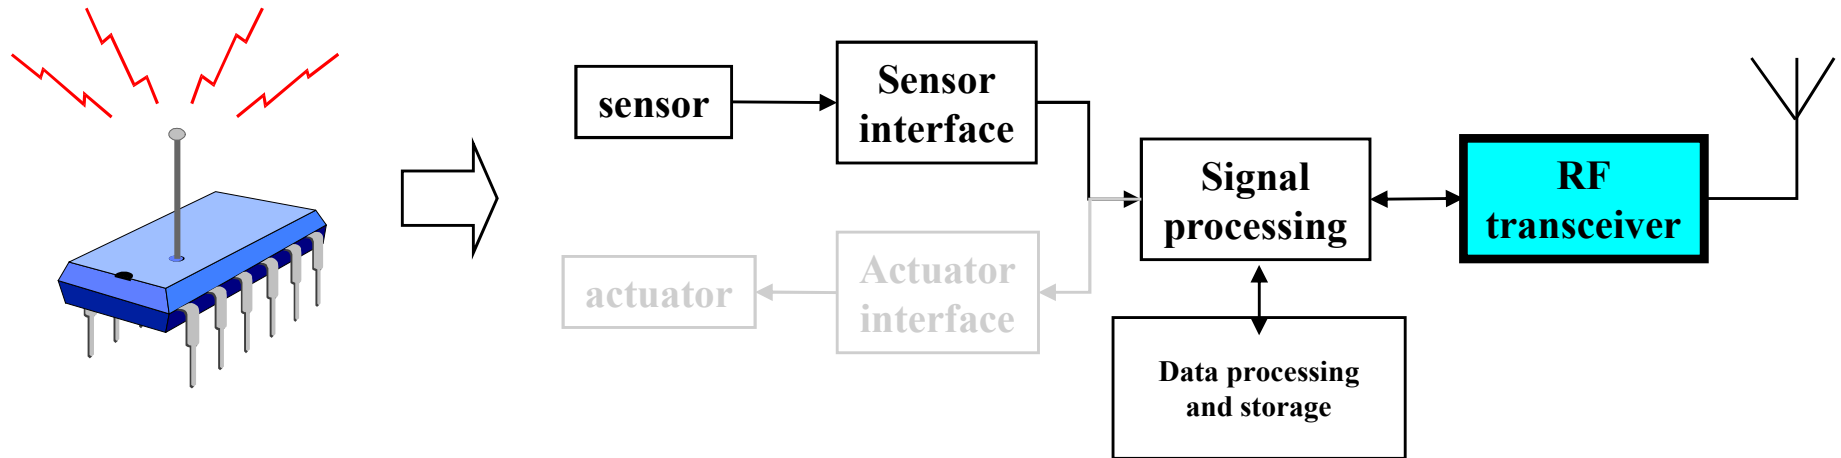 sensor
Sensor
interface
Signal
processing
RF
transceiver
actuator
Actuator
interface
Data processing
and storage